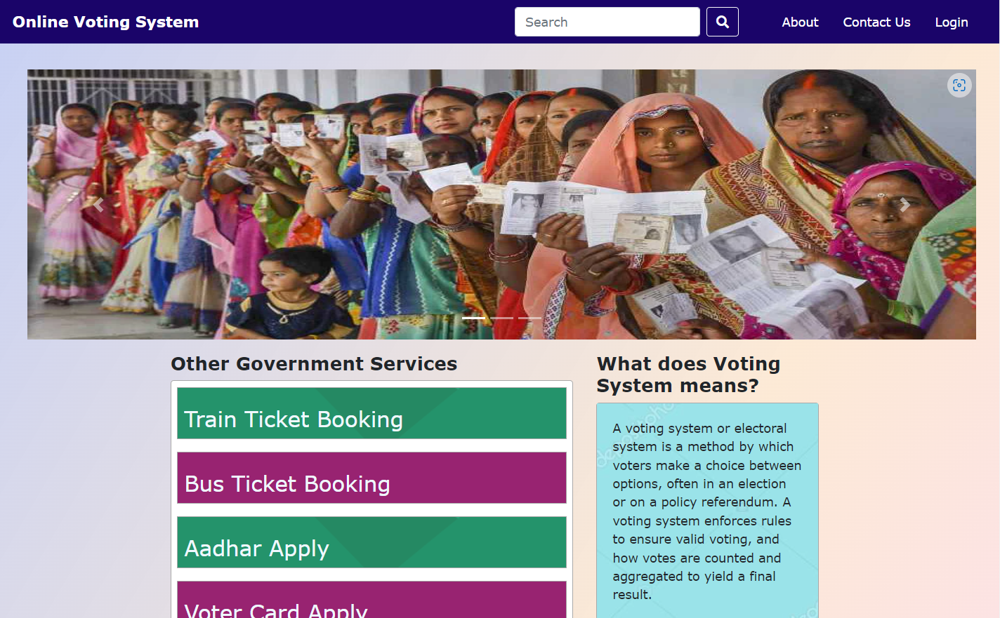 Online Voting System
Search
About
Contact Us
Login
Other Government Services
Train Ticket Booking
Bus Ticket Booking
Aadhar Apply
Voter Card Apply
What does Voting
System means?
A voting system or electoral
system is a method by which
voters make a choice between
options, often in an election
or on a policy referendum. A
voting system enforces rules
to ensure valid voting, and
how votes are counted and
aggregated to yield a final
result.